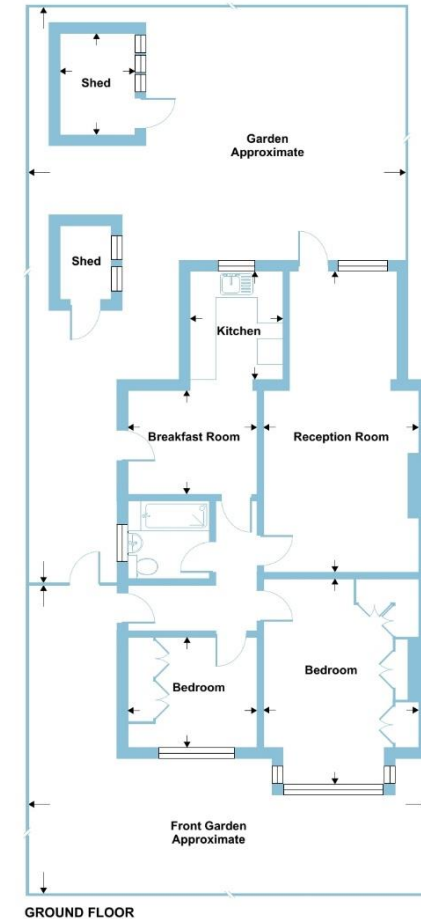 Shed
Garden
Approximate
Shed
Kitchen
Breakfast Room
Reception Room
Bedroom
Bedroom
Front Garden
Approximate
GROUND FLOOR